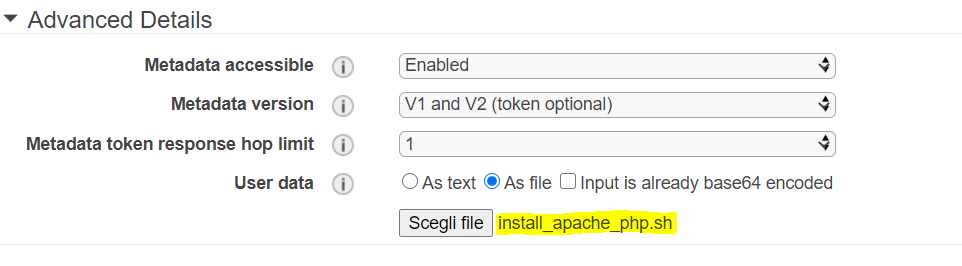 Advanced Details
Metadata accessible i Enabled
Metadata version i V1 and V2 (token optional)
Metadata token response hop limit i 1
User data i As text As file Input is already base64 encoded
Scegli file install_apache_php.sh